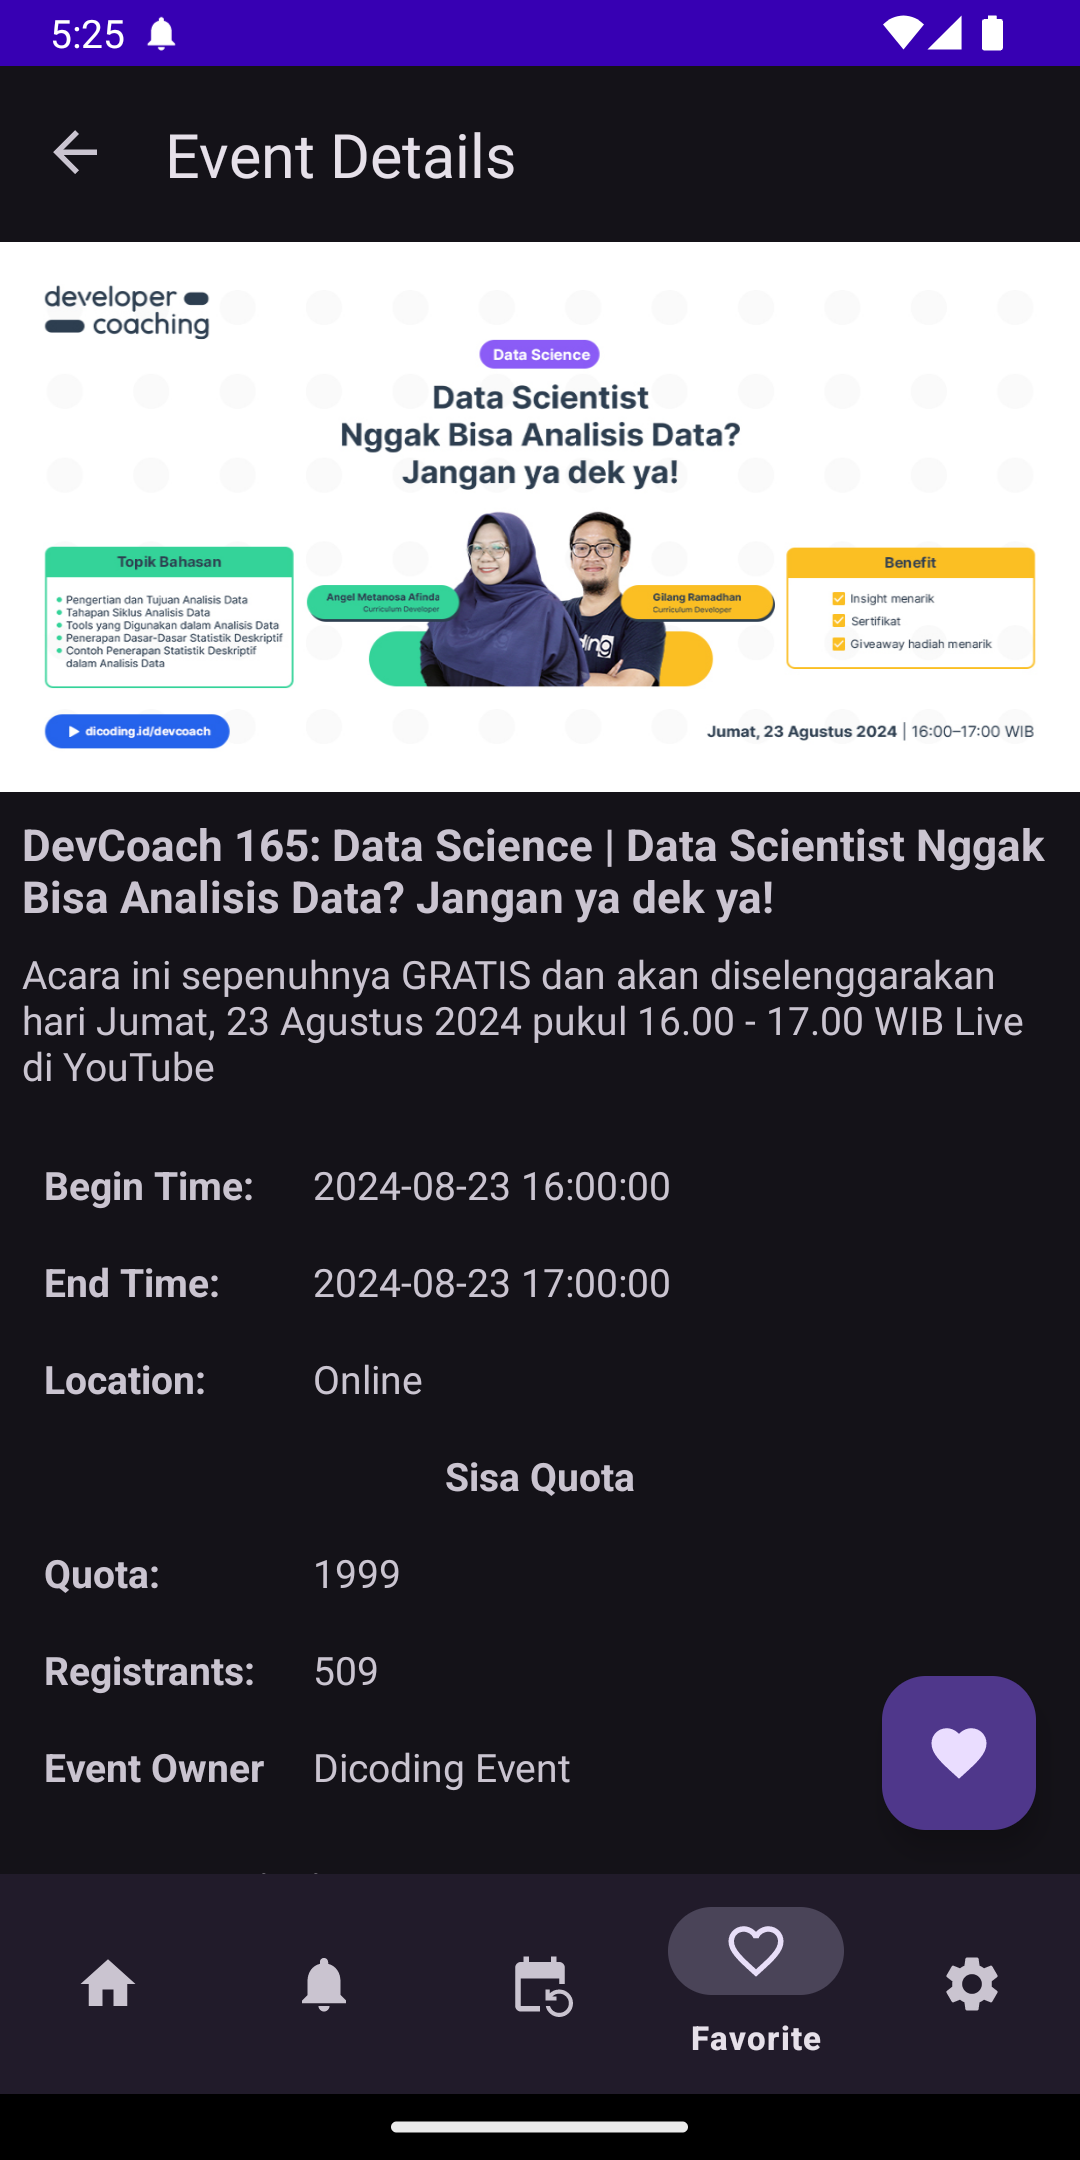 5:25
Event Details
developer
coaching
Data Science
Data Scientist
Nggak Bisa Analisis Data?
Jangan ya dek ya!
Topik Bahasan
Pengertian dan Tujuan Analisis Data
Tahapan Siklus Analisis Data
Tools yang Digunakan dalam Analisis Data
Penerapan Dasar-Dasar Statistik Deskriptif
Contoh Penerapan Statistik Deskriptif
dalam Analisis Data
Angel Metanosa Afinda
Curriculum Developer
Gilang Ramadhan
Curriculum Developer
Benefit
Insight menarik
Sertifikat
Giveaway hadiah menarik
dicoding.id/devcoach
Jumat, 23 Agustus 2024 | 16:00–17:00 WIB
DevCoach 165: Data Science | Data Scientist Nggak
Bisa Analisis Data? Jangan ya dek ya!
Acara ini sepenuhnya GRATIS dan akan diselenggarakan
hari Jumat, 23 Agustus 2024 pukul 16.00 - 17.00 WIB Live
di YouTube
Begin Time: 2024-08-23 16:00:00
End Time: 2024-08-23 17:00:00
Location: Online
Sisa Quota
Quota: 1999
Registrants: 509
Event Owner Dicoding Event
Favorite